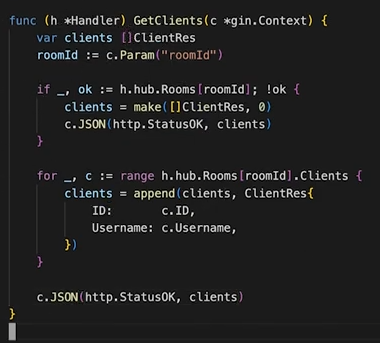 func (h *Handler) GetClients(c *gin.Context) {
    var clients []ClientRes
    roomId := c.Param("roomId")

    if _, ok := h.hub.Rooms[roomId]; !ok {
        clients = make([]ClientRes, 0)
        c.JSON(http.StatusOK, clients)
    }

    for _, c := range h.hub.Rooms[roomId].Clients {
        clients = append(clients, ClientRes{
            ID:       c.ID,
            Username: c.Username,
        })
    }

    c.JSON(http.StatusOK, clients)
}